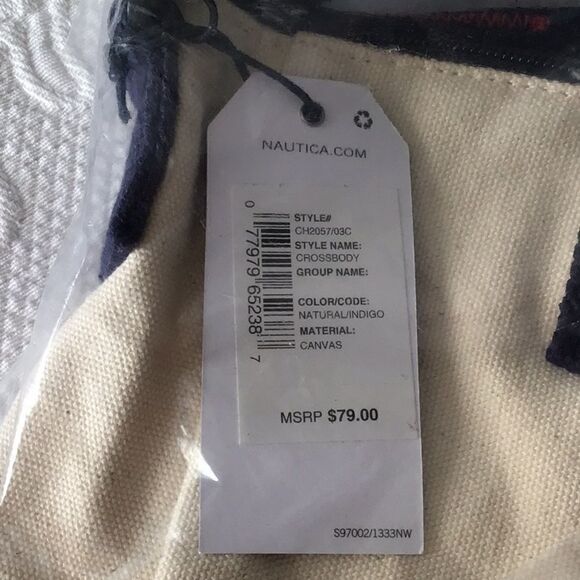 NAUTICA.COM
STYLE#
CH2057/03C
STYLE NAME:
CROSSBODY
GROUP NAME:
COLOR/CODE:
NATURAL/INDIGO
MATERIAL:
CANVAS
0 77979 65238 7
MSRP $79.00
S97002/1333NW